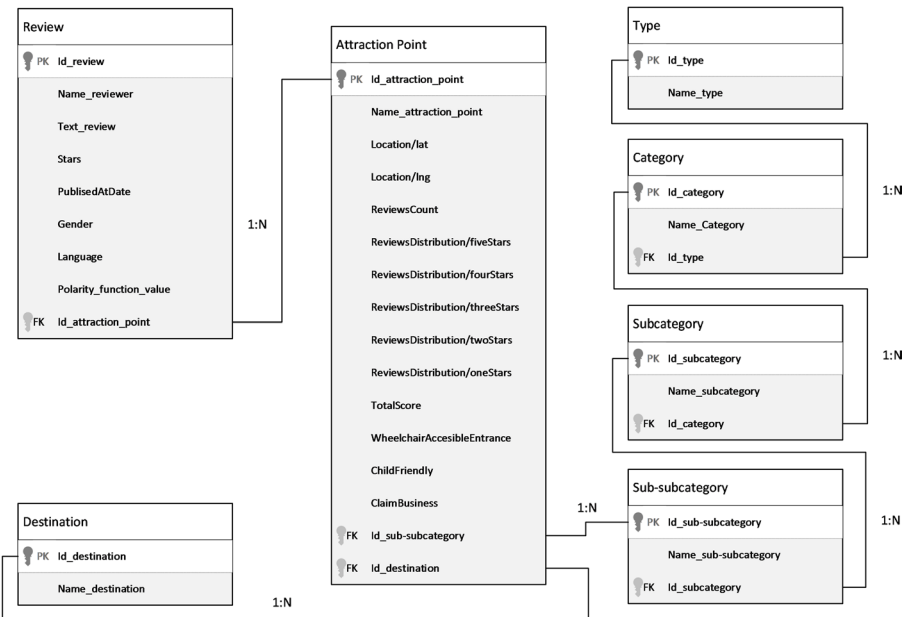 Review
PK Id_review
Name_reviewer
Text_review
Stars
PublisedAtDate
Gender
Language
Polarity_function_value
FK Id_attraction_point
1:N
Attraction Point
PK Id_attraction_point
Name_attraction_point
Location/lat
Location/lng
ReviewsCount
ReviewsDistribution/fiveStars
ReviewsDistribution/fourStars
ReviewsDistribution/threeStars
ReviewsDistribution/twoStars
ReviewsDistribution/oneStars
TotalScore
WheelchairAccesibleEntrance
ChildFriendly
ClaimBusiness
FK Id_sub-subcategory
FK Id_destination
1:N
Type
PK Id_type
Name_type
Category
PK Id_category
Name_Category
FK Id_type
1:N
Subcategory
PK Id_subcategory
Name_subcategory
FK Id_category
1:N
Sub-subcategory
PK Id_sub-subcategory
Name_sub-subcategory
FK Id_subcategory
1:N
Destination
PK Id_destination
Name_destination
1:N